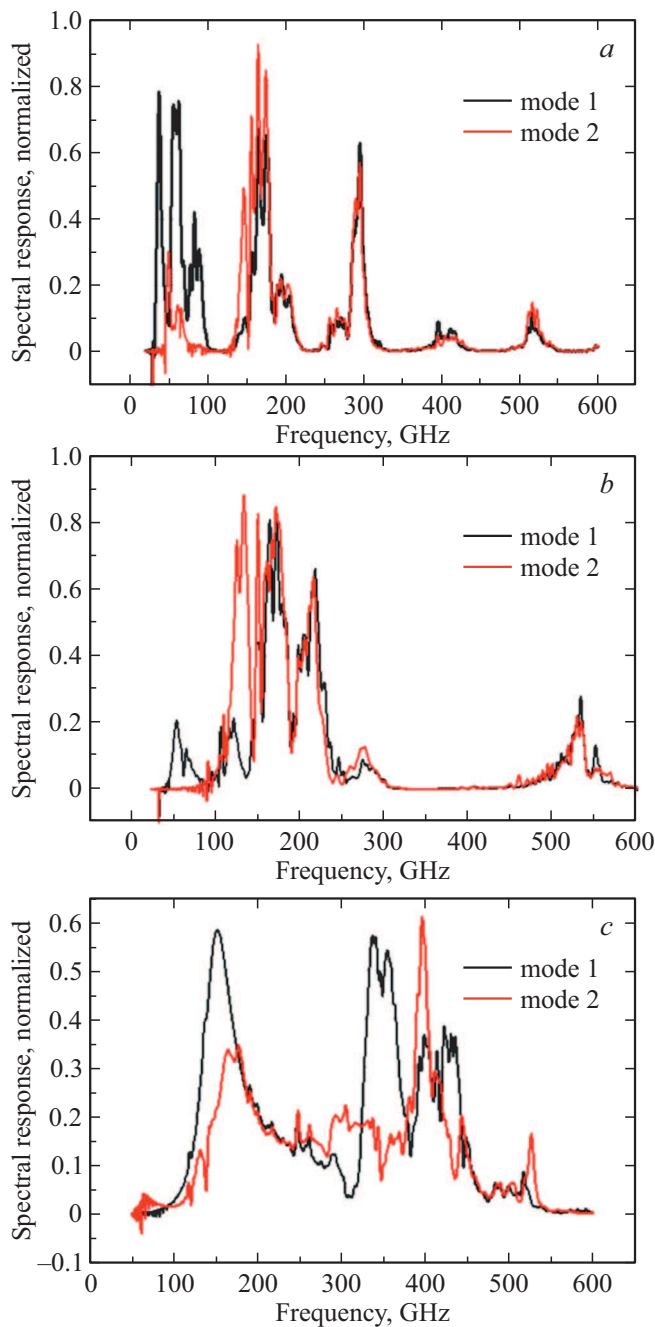 a
1.0
0.8
0.6
0.4
0.2
0
Spectral response, normalized
mode 1
mode 2
0 100 200 300 400 500 600
Frequency, GHz
b
1.0
0.8
0.6
0.4
0.2
0
Spectral response, normalized
mode 1
mode 2
0 100 200 300 400 500 600
Frequency, GHz
c
0.6
0.5
0.4
0.3
0.2
0.1
0
–0.1
Spectral response, normalized
mode 1
mode 2
0 100 200 300 400 500 600
Frequency, GHz